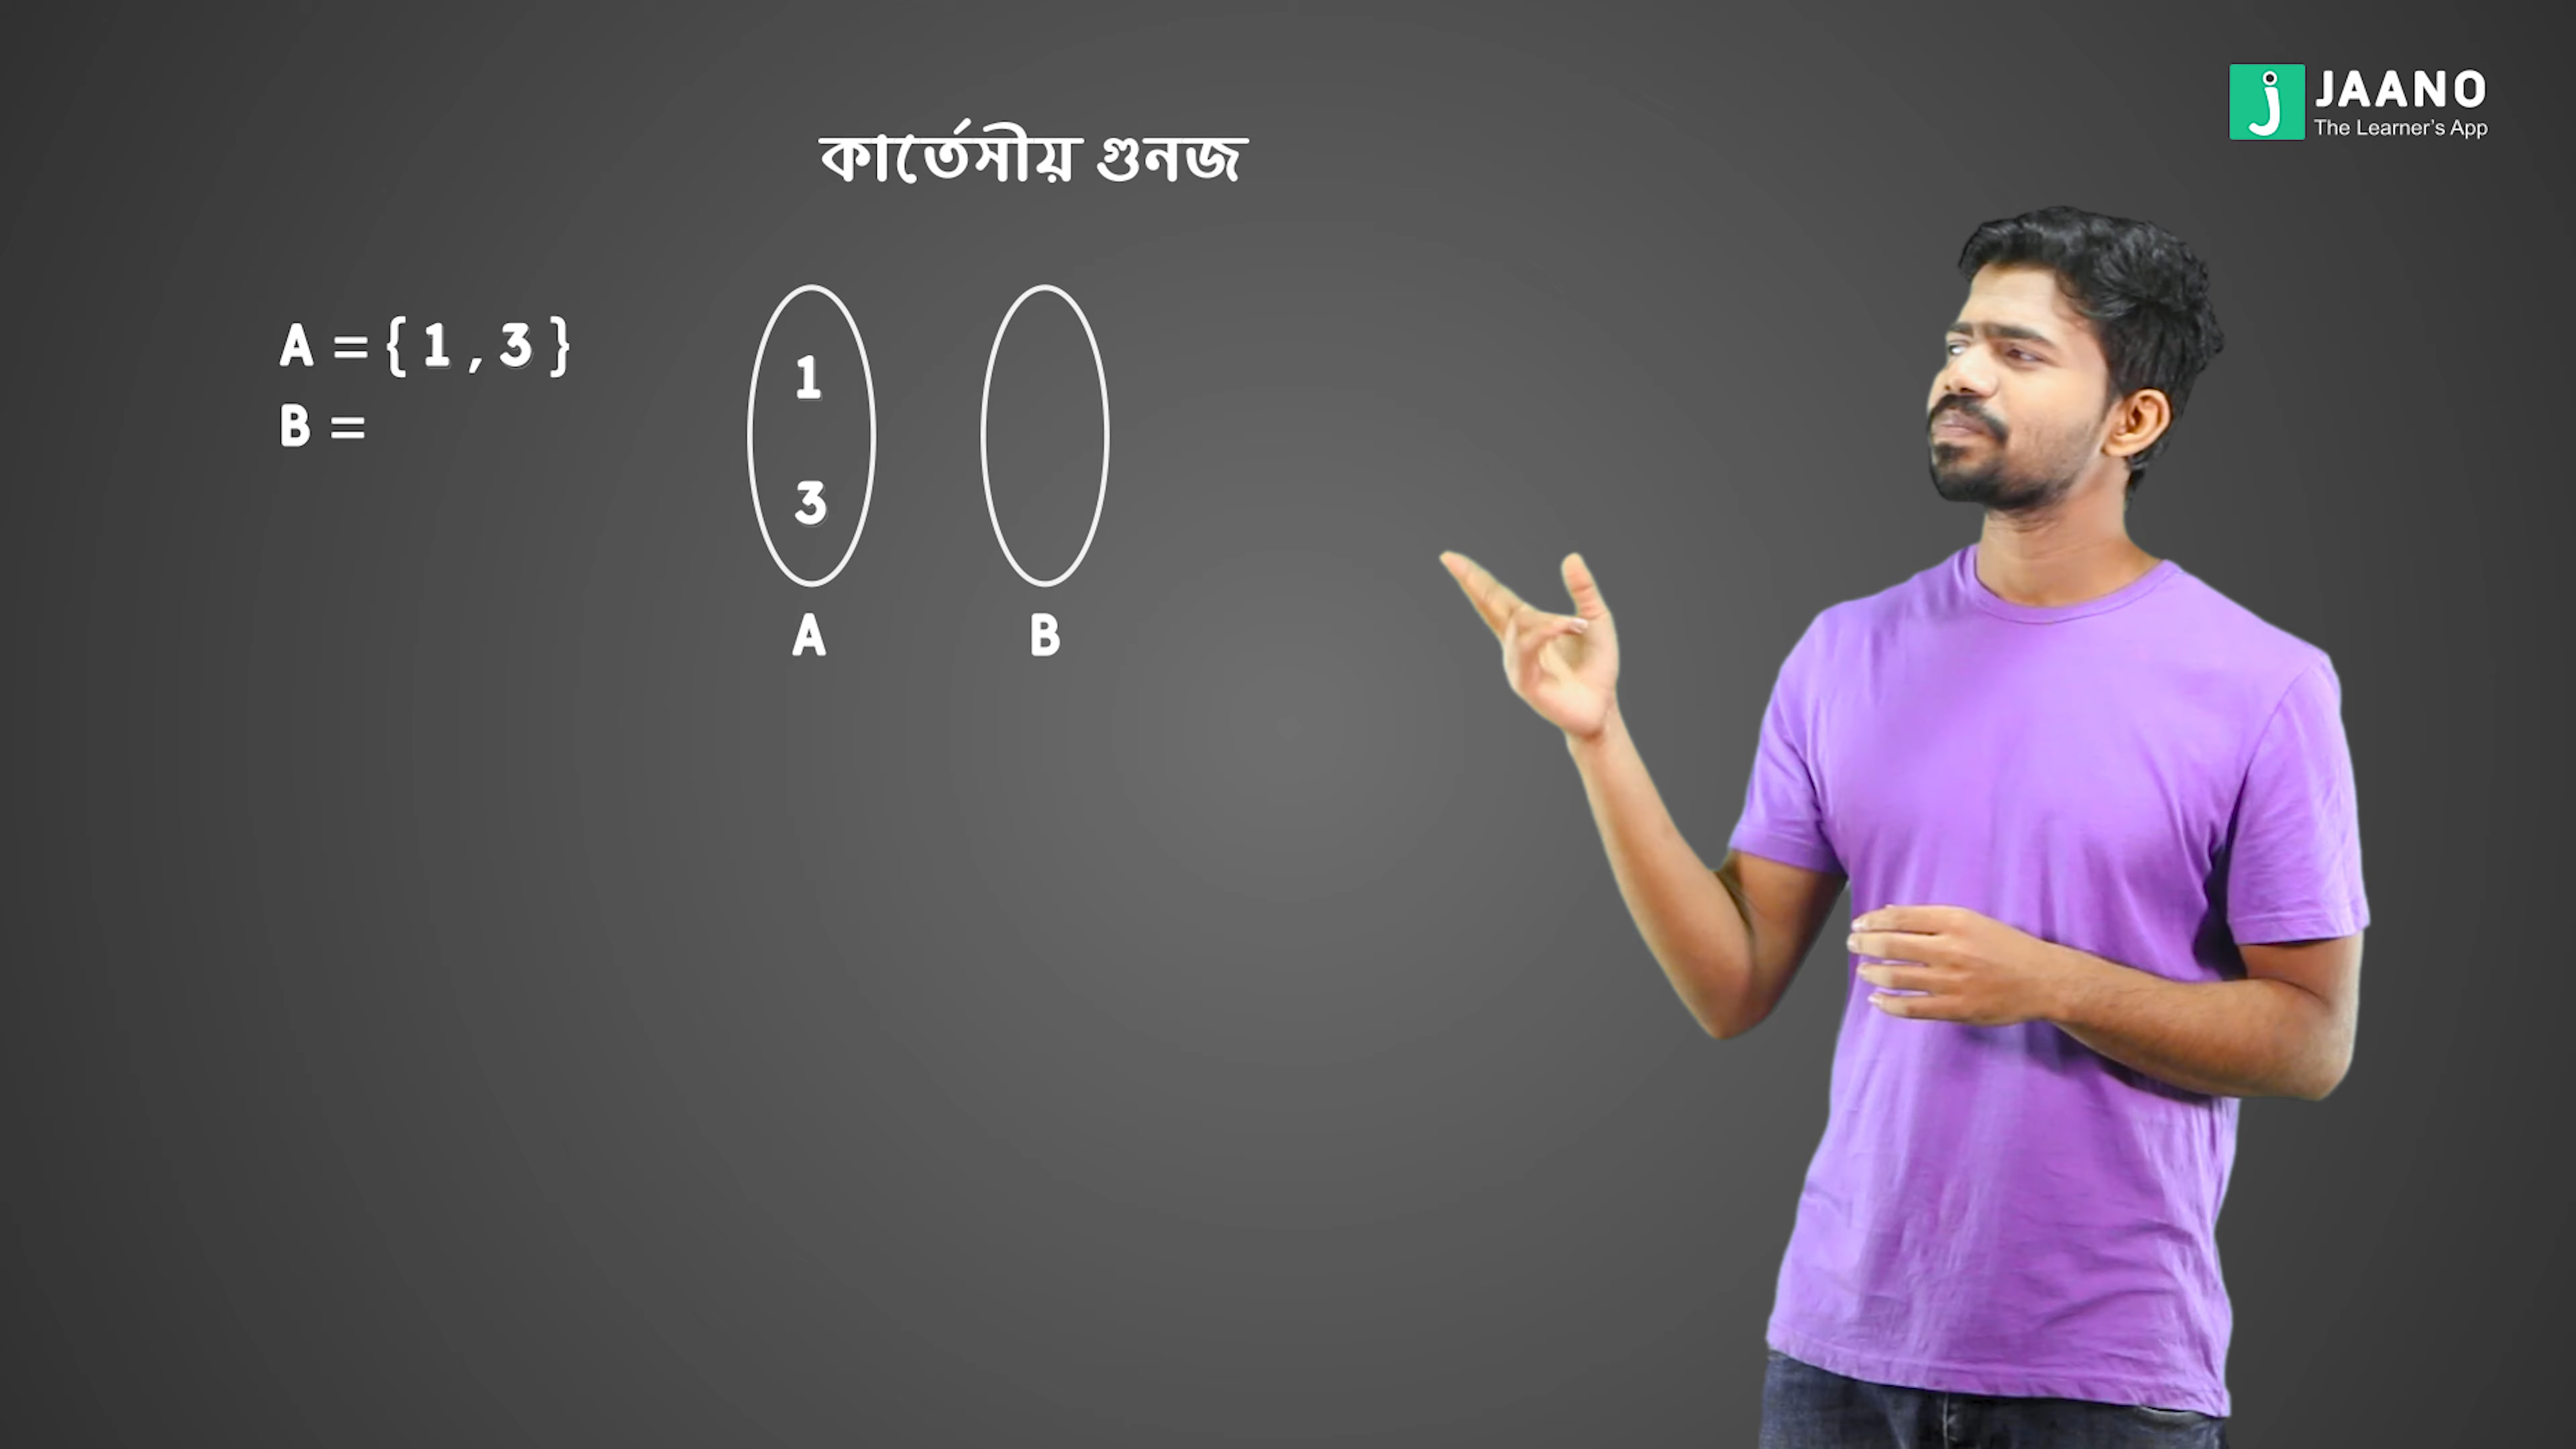 JAANO
The Learner's App
কার্তেসীয় গুনজ
A = { 1 , 3 }
B =
1
3
A
B